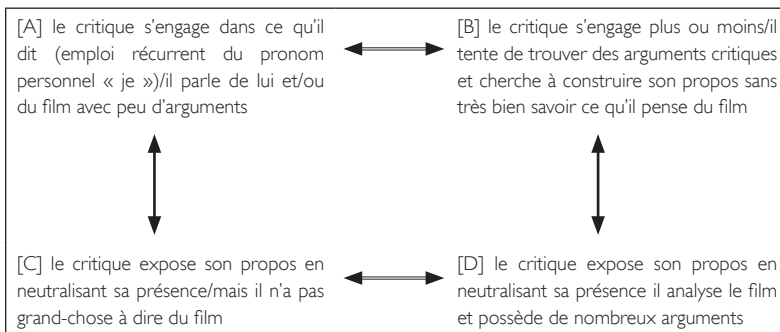 [A] le critique s'engage dans ce qu'il
dit (emploi récurrent du pronom
personnel « je »)/il parle de lui et/ou
du film avec peu d'arguments
[B] le critique s'engage plus ou moins/il
tente de trouver des arguments critiques
et cherche à construire son propos sans
très bien savoir ce qu'il pense du film
[C] le critique expose son propos en
neutralisant sa présence/mais il n'a pas
grand-chose à dire du film
[D] le critique expose son propos en
neutralisant sa présence il analyse le film
et possède de nombreux arguments